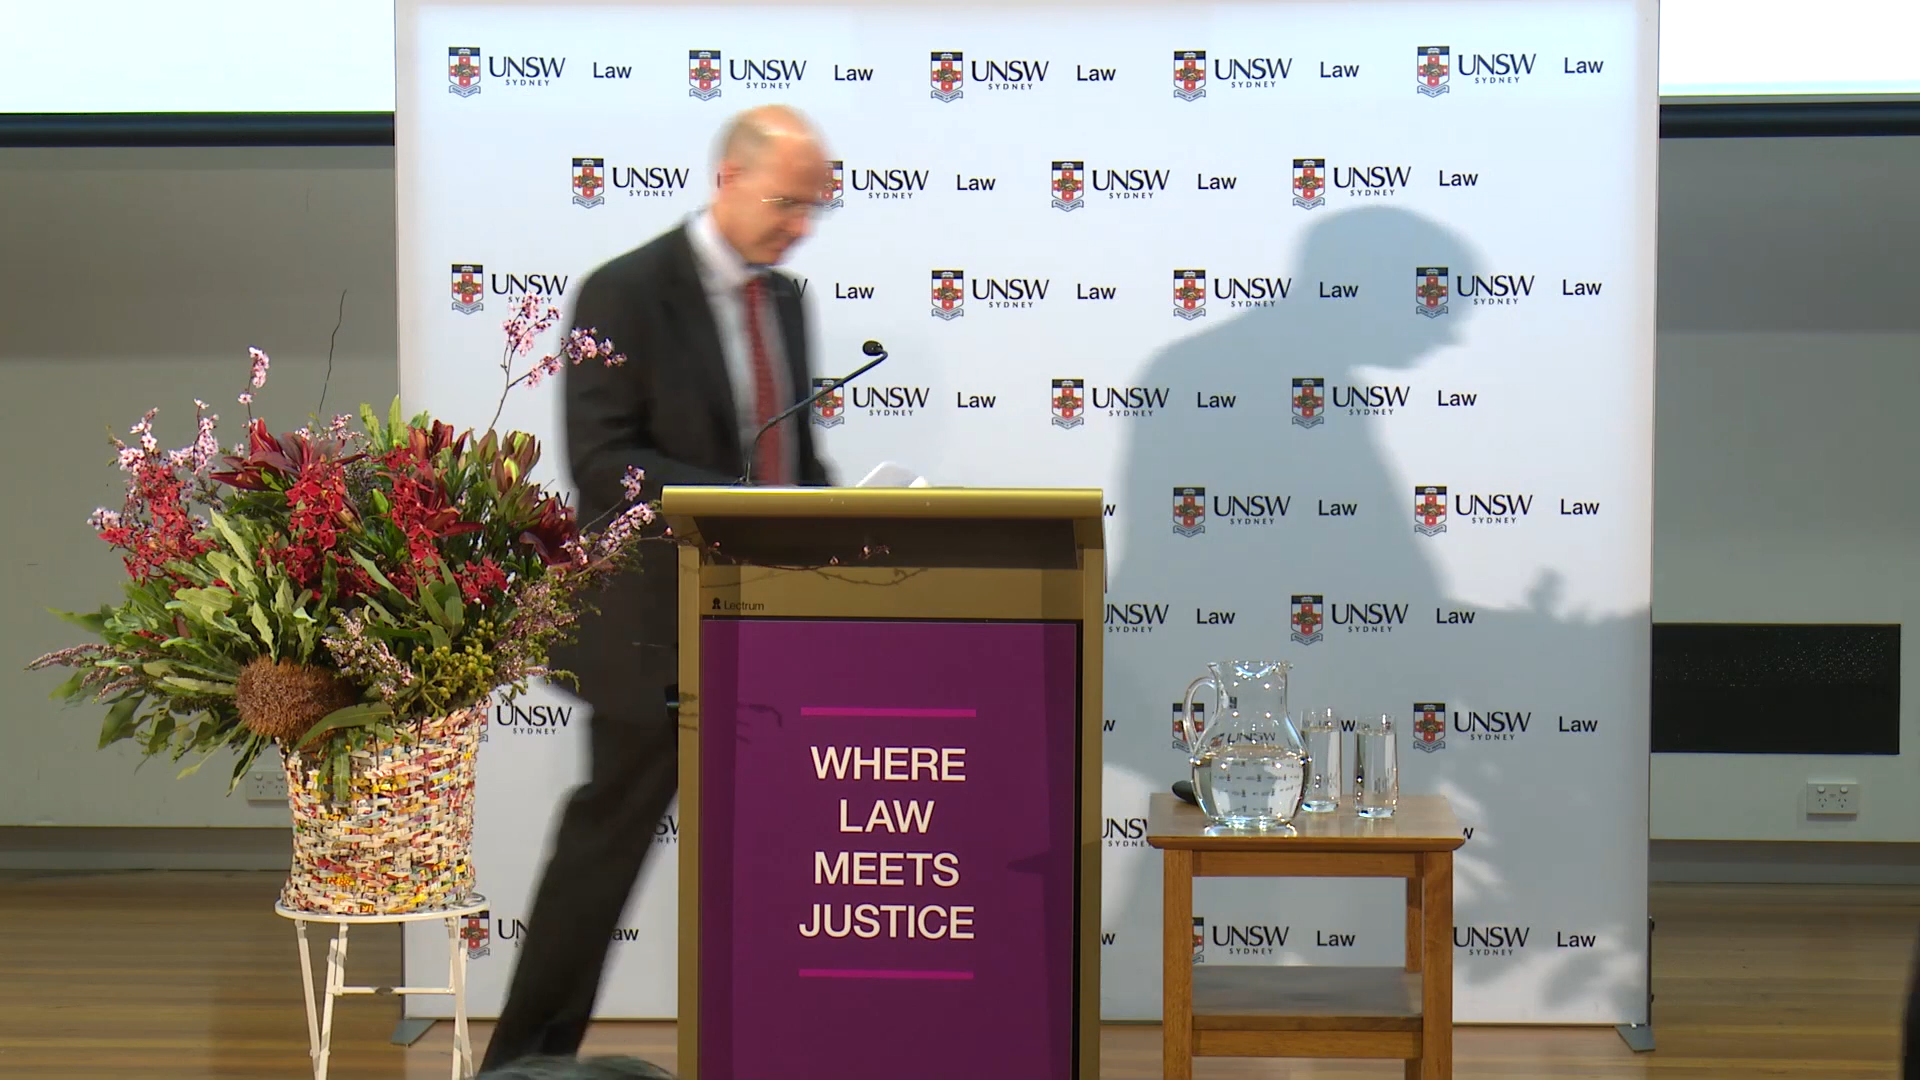 UNSW SYDNEY Law UNSW SYDNEY Law UNSW SYDNEY Law UNSW SYDNEY Law UNSW SYDNEY Law
UNSW SYDNEY UNSW SYDNEY Law UNSW SYDNEY Law UNSW SYDNEY Law
UNSW SYDNEY Law UNSW SYDNEY Law UNSW SYDNEY Law UNSW SYDNEY Law
UNSW SYDNEY Law UNSW SYDNEY Law UNSW SYDNEY Law
UNSW SYDNEY Law UNSW SYDNEY Law
Lectrum
UNSW SYDNEY Law UNSW SYDNEY Law
UNSW SYDNEY UNSW SYDNEY Law
WHERE
LAW
MEETS
JUSTICE
UNSW SYDNEY Law UNSW SYDNEY Law